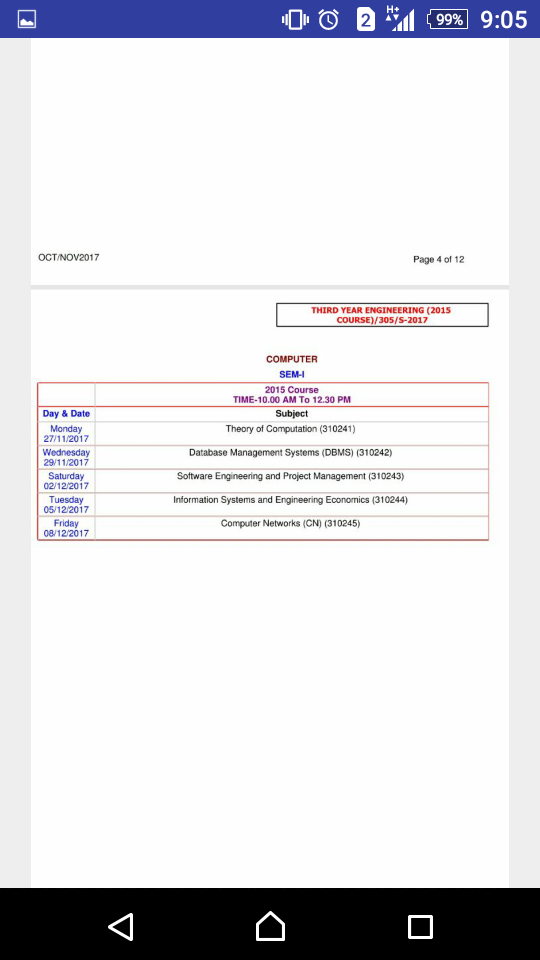 H+
2
99%
9:05
OCT/NOV2017
Page 4 of 12
THIRD YEAR ENGINEERING (2015
COURSE)/305/S-2017
COMPUTER
SEM-I
2015 Course
TIME-10.00 AM To 12.30 PM
Day & Date Subject
Monday
27/11/2017
Theory of Computation (310241)
Wednesday
29/11/2017
Database Management Systems (DBMS) (310242)
Saturday
02/12/2017
Software Engineering and Project Management (310243)
Tuesday
05/12/2017
Information Systems and Engineering Economics (310244)
Friday
08/12/2017
Computer Networks (CN) (310245)